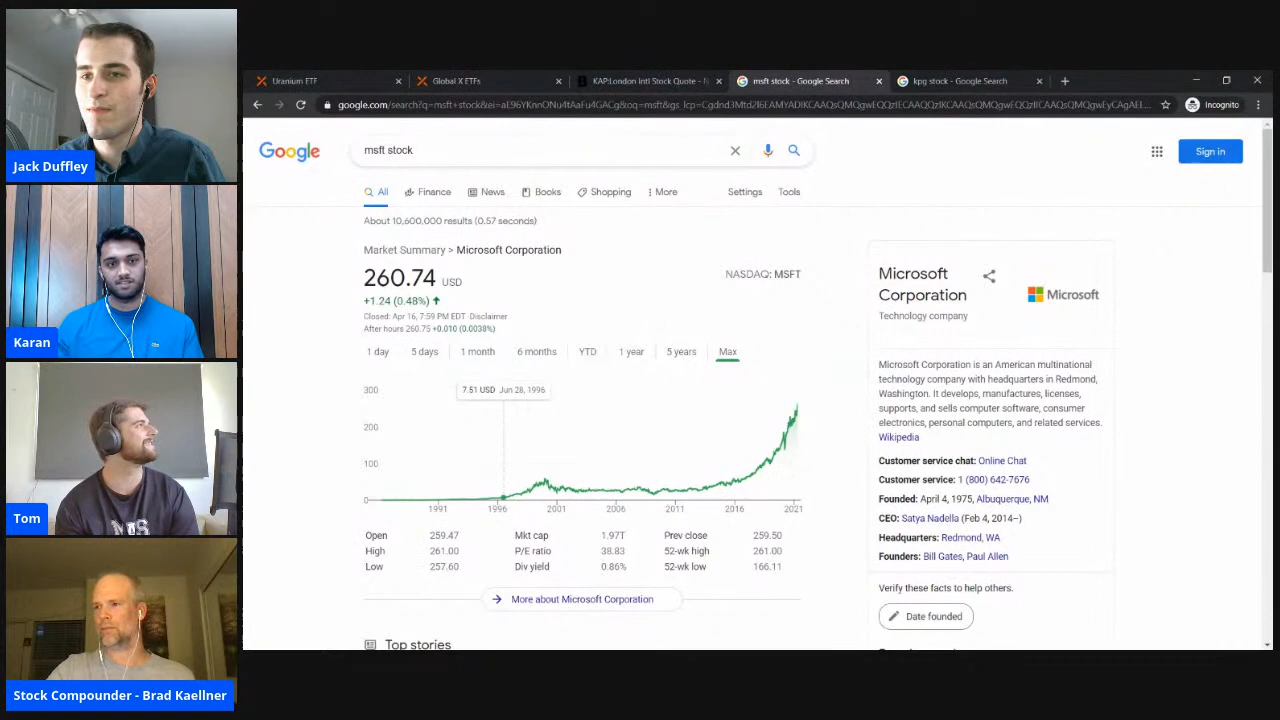 Jack Duffley
Karan
Tom
Stock Compounder - Brad Kaellner
Uranium ETF
Global X ETFs
KAP:London Intl Stock Quote - N
msft stock - Google Search
kpg stock - Google Search
Incognito
Google
msft stock
Sign in
All
Finance
News
Books
Shopping
More
Settings
Tools
About 10,600,000 results (0.57 seconds)
Market Summary > Microsoft Corporation
260.74 USD
NASDAQ: MSFT
+1.24 (0.48%)
Closed: Apr 16, 7:59 PM EDT · Disclaimer
After hours 260.75 +0.010 (0.0038%)
1 day
5 days
1 month
6 months
YTD
1 year
5 years
Max
7.51 USD Jun 28, 1996
300
200
100
0
1991
1996
2001
2006
2011
2016
2021
Open 259.47 Mkt cap 1.97T Prev close 259.50
High 261.00 P/E ratio 38.83 52-wk high 261.00
Low 257.60 Div yield 0.86% 52-wk low 166.11
More about Microsoft Corporation
Top stories
Microsoft
Corporation
Microsoft
Technology company
Microsoft Corporation is an American multinational
technology company with headquarters in Redmond,
Washington. It develops, manufactures, licenses,
supports, and sells computer software, consumer
electronics, personal computers, and related services.
Wikipedia
Customer service chat: Online Chat
Customer service: 1 (800) 642-7676
Founded: April 4, 1975, Albuquerque, NM
CEO: Satya Nadella (Feb 4, 2014–)
Headquarters: Redmond, WA
Founders: Bill Gates, Paul Allen
Verify these facts to help others.
Date founded